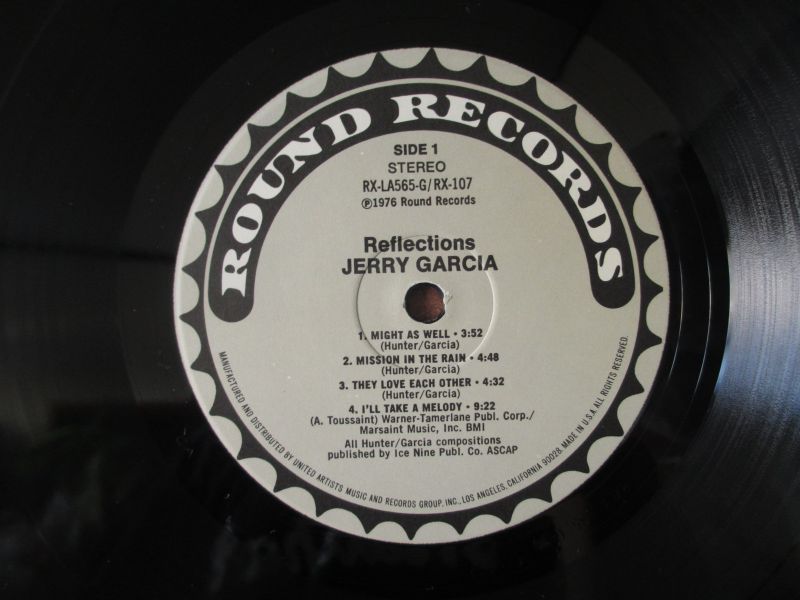 ROUND RECORDS
SIDE 1
STEREO
RX-LA565-G/RX-107
℗1976 Round Records
Reflections
JERRY GARCIA
1. MIGHT AS WELL • 3:52
(Hunter/Garcia)
2. MISSION IN THE RAIN • 4:48
(Hunter/Garcia)
3. THEY LOVE EACH OTHER • 4:32
(Hunter/Garcia)
4. I'LL TAKE A MELODY • 9:22
(A. Toussaint) Warner-Tamerlane Publ. Corp./
Marsaint Music, Inc. BMI
All Hunter/Garcia compositions
published by Ice Nine Publ. Co. ASCAP
MANUFACTURED AND DISTRIBUTED BY UNITED ARTISTS MUSIC AND RECORDS GROUP, INC., LOS ANGELES, CALIFORNIA 90028. MADE IN U.S.A. ALL RIGHTS RESERVED.